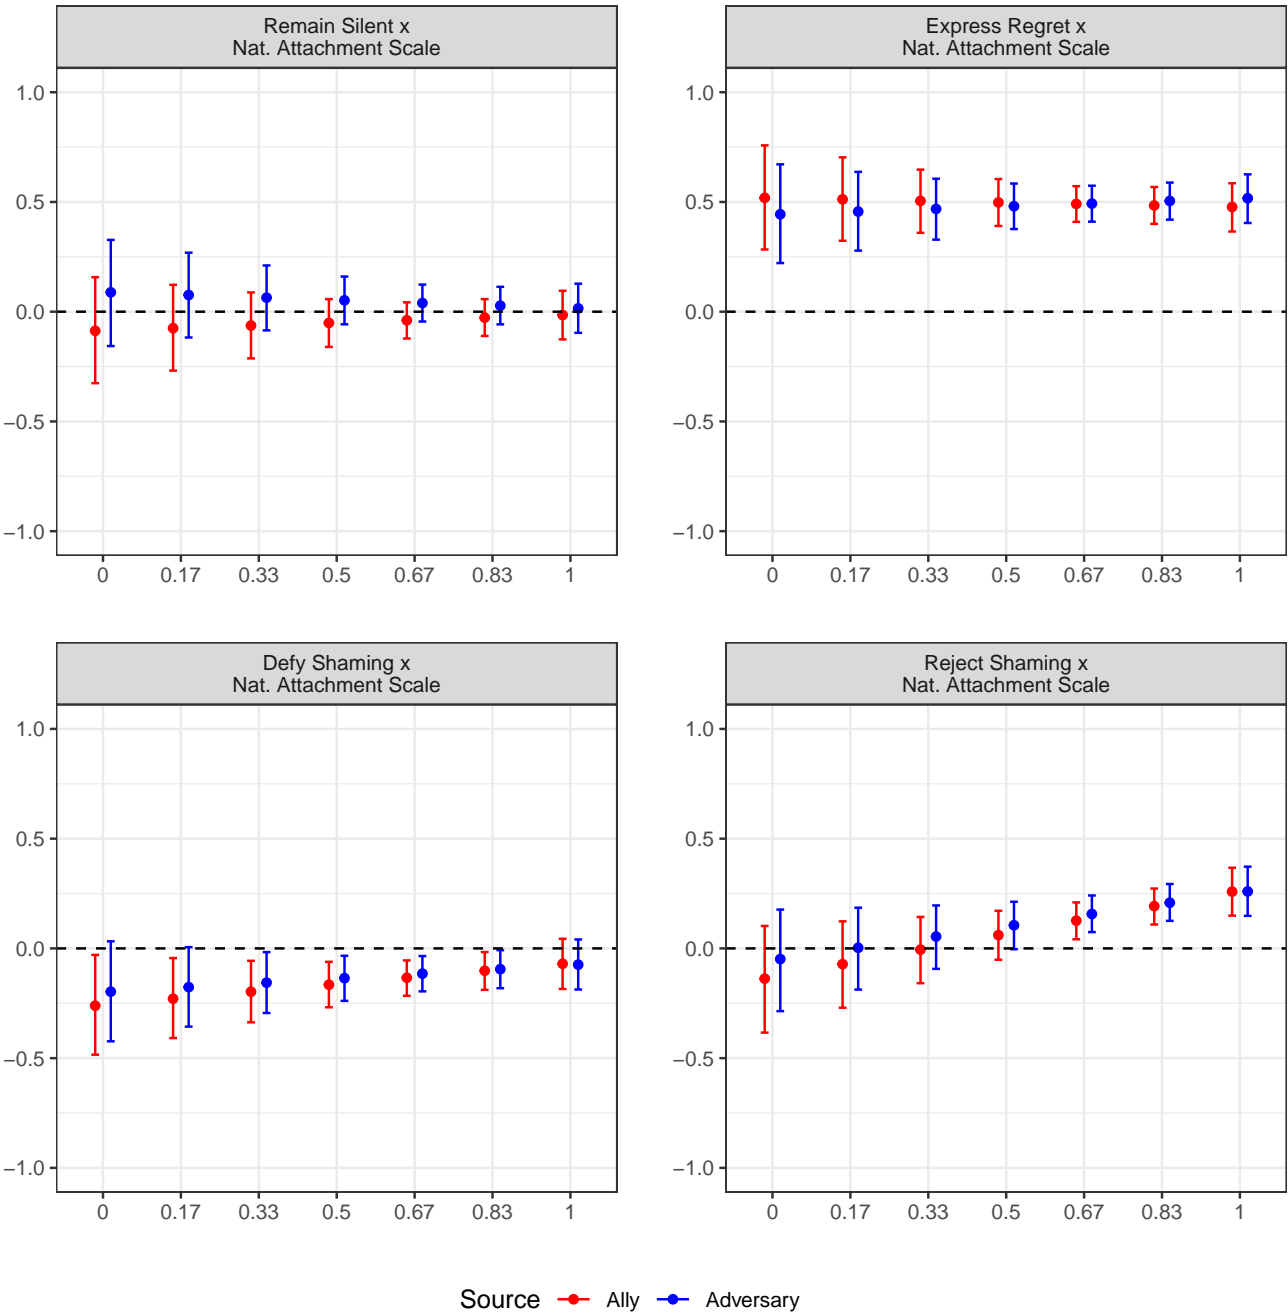 Remain Silent x
Nat. Attachment Scale
1.0
0.5
0.0
−0.5
−1.0
0 0.17 0.33 0.5 0.67 0.83 1
Express Regret x
Nat. Attachment Scale
1.0
0.5
0.0
−0.5
−1.0
0 0.17 0.33 0.5 0.67 0.83 1
Defy Shaming x
Nat. Attachment Scale
1.0
0.5
0.0
−0.5
−1.0
0 0.17 0.33 0.5 0.67 0.83 1
Reject Shaming x
Nat. Attachment Scale
1.0
0.5
0.0
−0.5
−1.0
0 0.17 0.33 0.5 0.67 0.83 1
Source Ally Adversary